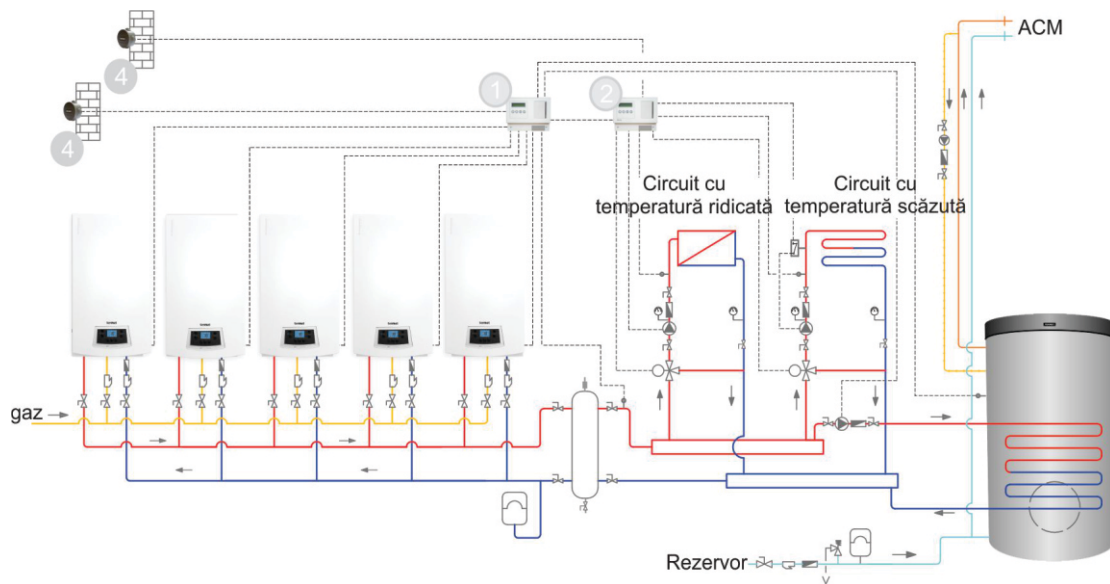 ACM
4
4
1
2
Circuit cu
temperatură ridicată
Circuit cu
temperatură scăzută
gaz
Rezervor